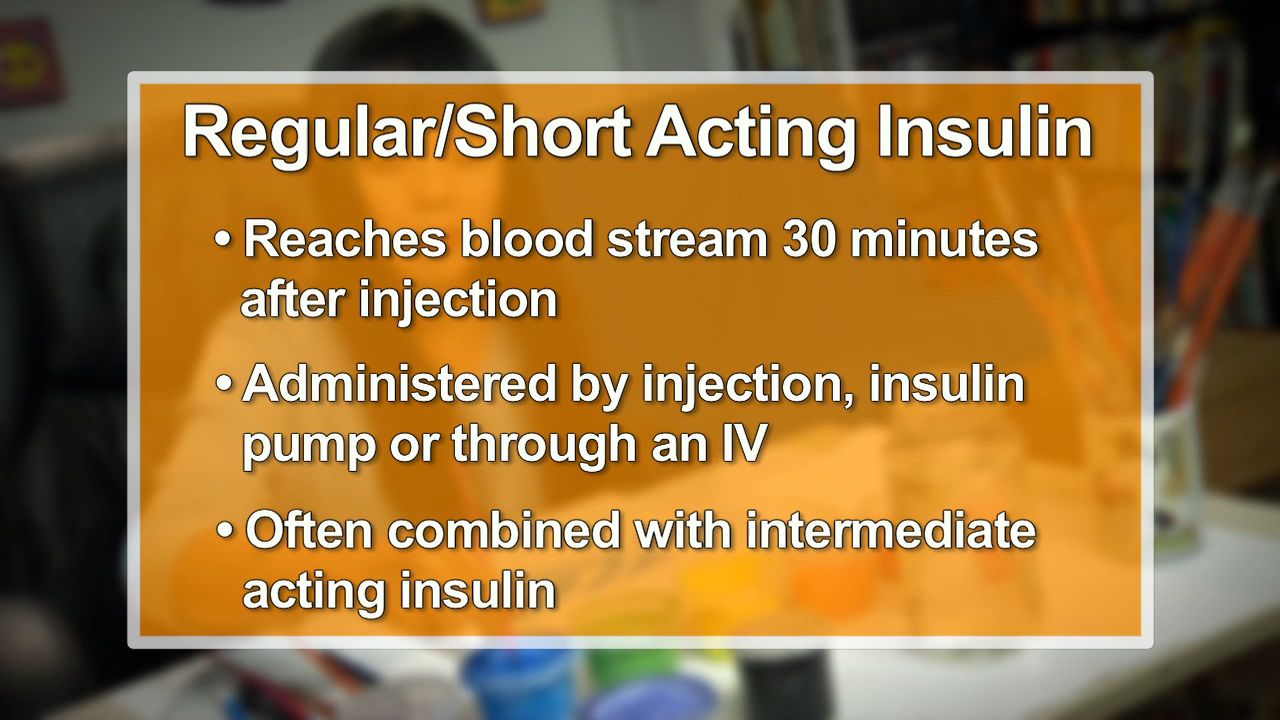 Regular/Short Acting Insulin
• Reaches blood stream 30 minutes
after injection
• Administered by injection, insulin
pump or through an IV
• Often combined with intermediate
acting insulin